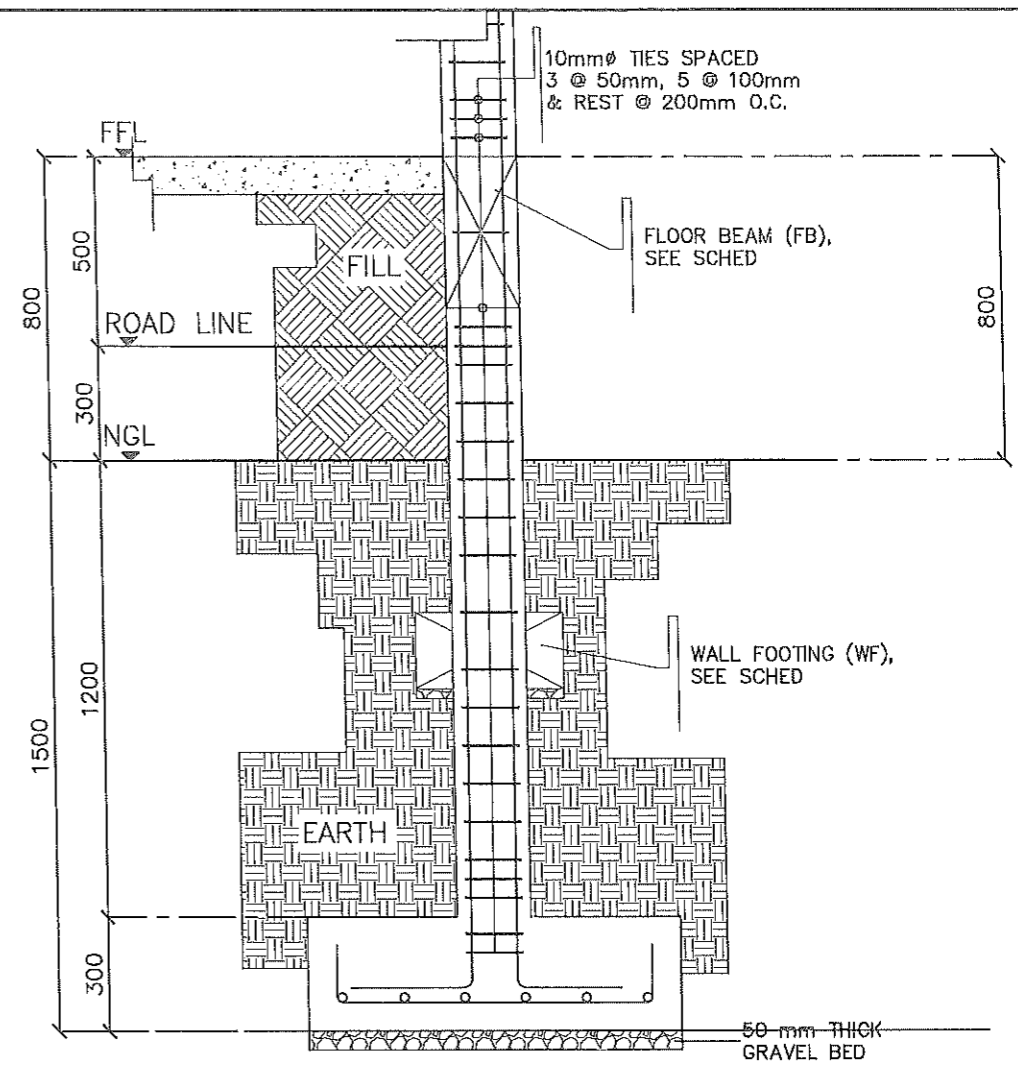 10mmø TIES SPACED
3 @ 50mm, 5 @ 100mm
& REST @ 200mm O.C.
FFL
FLOOR BEAM (FB),
SEE SCHED
500
FILL
800
800
ROAD LINE
300
NGL
WALL FOOTING (WF),
SEE SCHED
1200
1500
EARTH
300
50 mm THICK
GRAVEL BED